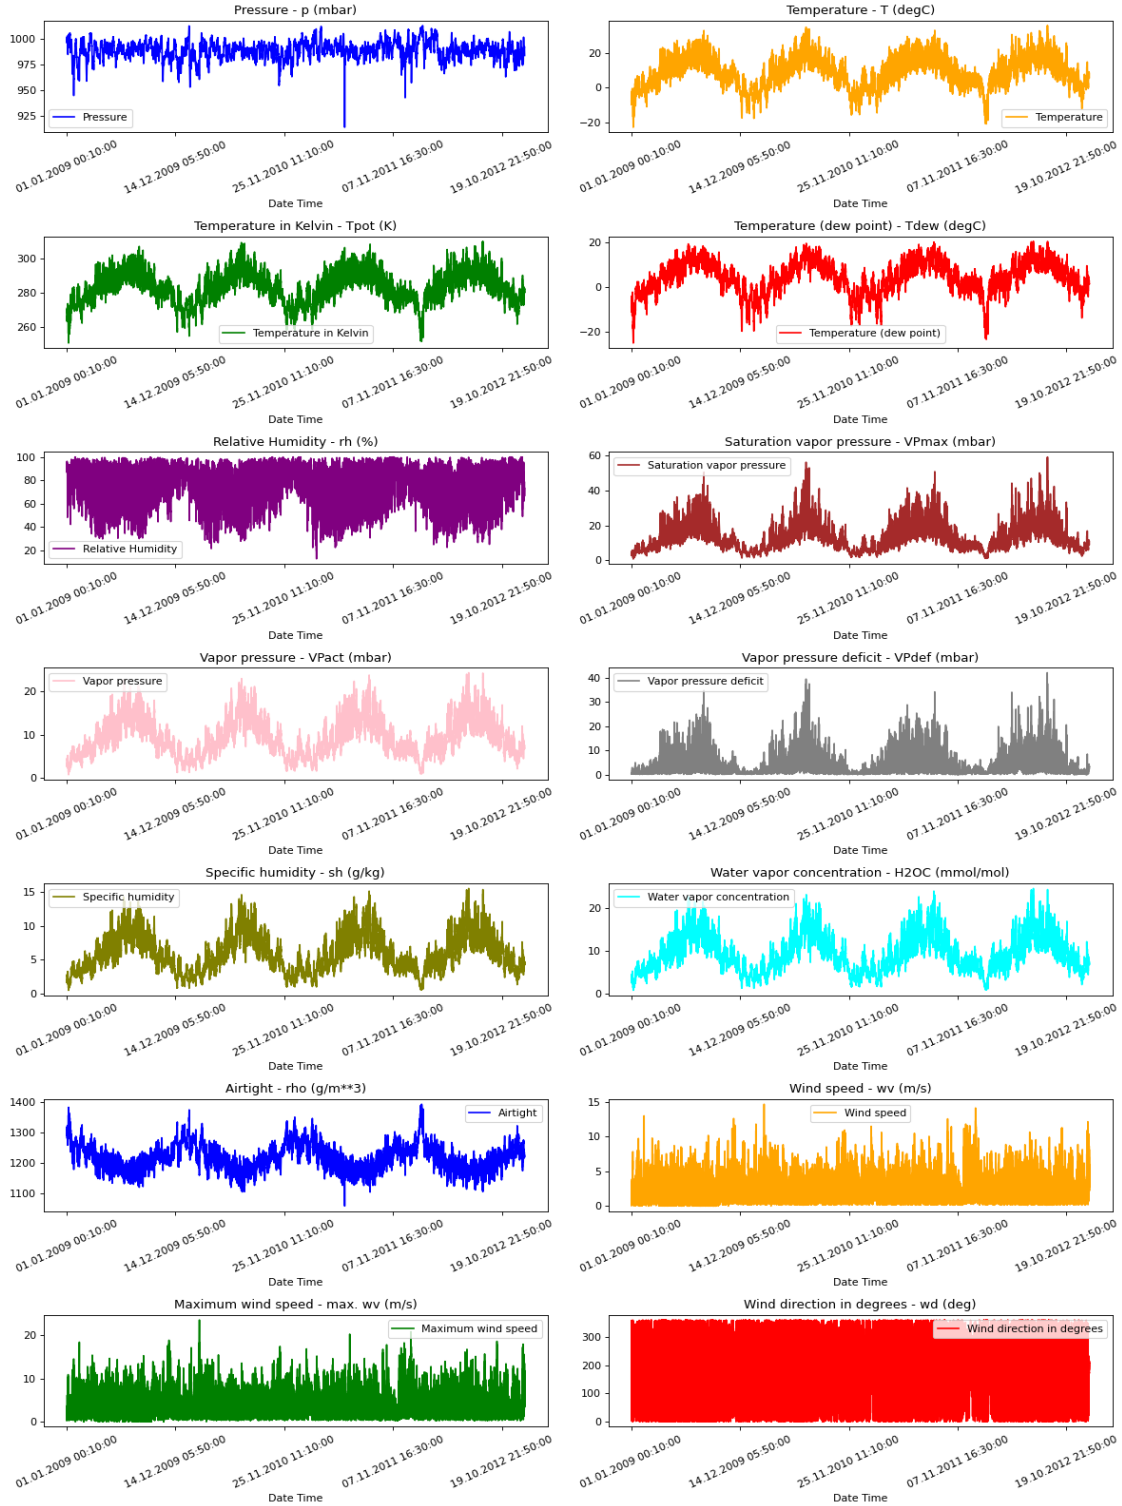 Pressure - p (mbar)
1000
975
950
925
Pressure
01.01.2009 00:10:00
14.12.2009 05:50:00
25.11.2010 11:10:00
07.11.2011 16:30:00
19.10.2012 21:50:00
Date Time
Temperature - T (degC)
20
0
−20
Temperature
01.01.2009 00:10:00
14.12.2009 05:50:00
25.11.2010 11:10:00
07.11.2011 16:30:00
19.10.2012 21:50:00
Date Time
Temperature in Kelvin - Tpot (K)
300
280
260
Temperature in Kelvin
01.01.2009 00:10:00
14.12.2009 05:50:00
25.11.2010 11:10:00
07.11.2011 16:30:00
19.10.2012 21:50:00
Date Time
Temperature (dew point) - Tdew (degC)
20
0
−20
Temperature (dew point)
01.01.2009 00:10:00
14.12.2009 05:50:00
25.11.2010 11:10:00
07.11.2011 16:30:00
19.10.2012 21:50:00
Date Time
Relative Humidity - rh (%)
100
80
60
40
20
Relative Humidity
01.01.2009 00:10:00
14.12.2009 05:50:00
25.11.2010 11:10:00
07.11.2011 16:30:00
19.10.2012 21:50:00
Date Time
Saturation vapor pressure - VPmax (mbar)
60
40
20
0
Saturation vapor pressure
01.01.2009 00:10:00
14.12.2009 05:50:00
25.11.2010 11:10:00
07.11.2011 16:30:00
19.10.2012 21:50:00
Date Time
Vapor pressure - VPact (mbar)
20
10
0
Vapor pressure
01.01.2009 00:10:00
14.12.2009 05:50:00
25.11.2010 11:10:00
07.11.2011 16:30:00
19.10.2012 21:50:00
Date Time
Vapor pressure deficit - VPdef (mbar)
40
30
20
10
0
Vapor pressure deficit
01.01.2009 00:10:00
14.12.2009 05:50:00
25.11.2010 11:10:00
07.11.2011 16:30:00
19.10.2012 21:50:00
Date Time
Specific humidity - sh (g/kg)
15
10
5
0
Specific humidity
01.01.2009 00:10:00
14.12.2009 05:50:00
25.11.2010 11:10:00
07.11.2011 16:30:00
19.10.2012 21:50:00
Date Time
Water vapor concentration - H2OC (mmol/mol)
20
10
0
Water vapor concentration
01.01.2009 00:10:00
14.12.2009 05:50:00
25.11.2010 11:10:00
07.11.2011 16:30:00
19.10.2012 21:50:00
Date Time
Airtight - rho (g/m**3)
1400
1300
1200
1100
Airtight
01.01.2009 00:10:00
14.12.2009 05:50:00
25.11.2010 11:10:00
07.11.2011 16:30:00
19.10.2012 21:50:00
Date Time
Wind speed - wv (m/s)
15
10
5
0
Wind speed
01.01.2009 00:10:00
14.12.2009 05:50:00
25.11.2010 11:10:00
07.11.2011 16:30:00
19.10.2012 21:50:00
Date Time
Maximum wind speed - max. wv (m/s)
20
10
0
Maximum wind speed
01.01.2009 00:10:00
14.12.2009 05:50:00
25.11.2010 11:10:00
07.11.2011 16:30:00
19.10.2012 21:50:00
Date Time
Wind direction in degrees - wd (deg)
300
200
100
0
Wind direction in degrees
01.01.2009 00:10:00
14.12.2009 05:50:00
25.11.2010 11:10:00
07.11.2011 16:30:00
19.10.2012 21:50:00
Date Time